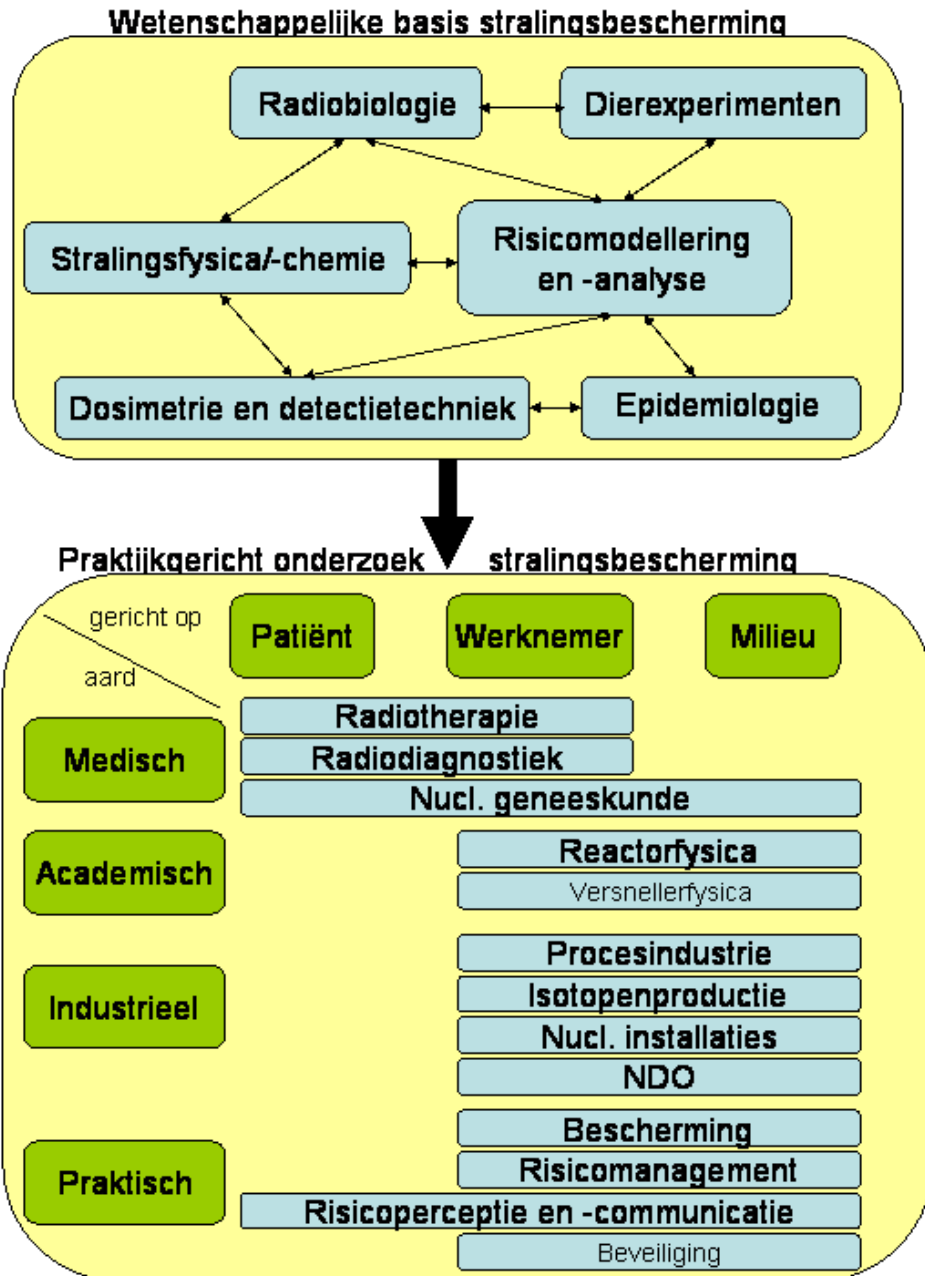 Wetenschappelijke basis stralingsbescherming
Radiobiologie
Dierexperimenten
Stralingsfysica/-chemie
Risicomodellering
en -analyse
Dosimetrie en detectietechniek
Epidemiologie
Praktijkgericht onderzoek stralingsbescherming
gericht op
aard
Patiënt
Werknemer
Milieu
Medisch
Radiotherapie
Radiodiagnostiek
Nucl. geneeskunde
Academisch
Reactorfysica
Versnellerfysica
Industrieel
Procesindustrie
Isotopenproductie
Nucl. installaties
NDO
Praktisch
Bescherming
Risicomanagement
Risicoperceptie en -communicatie
Beveiliging